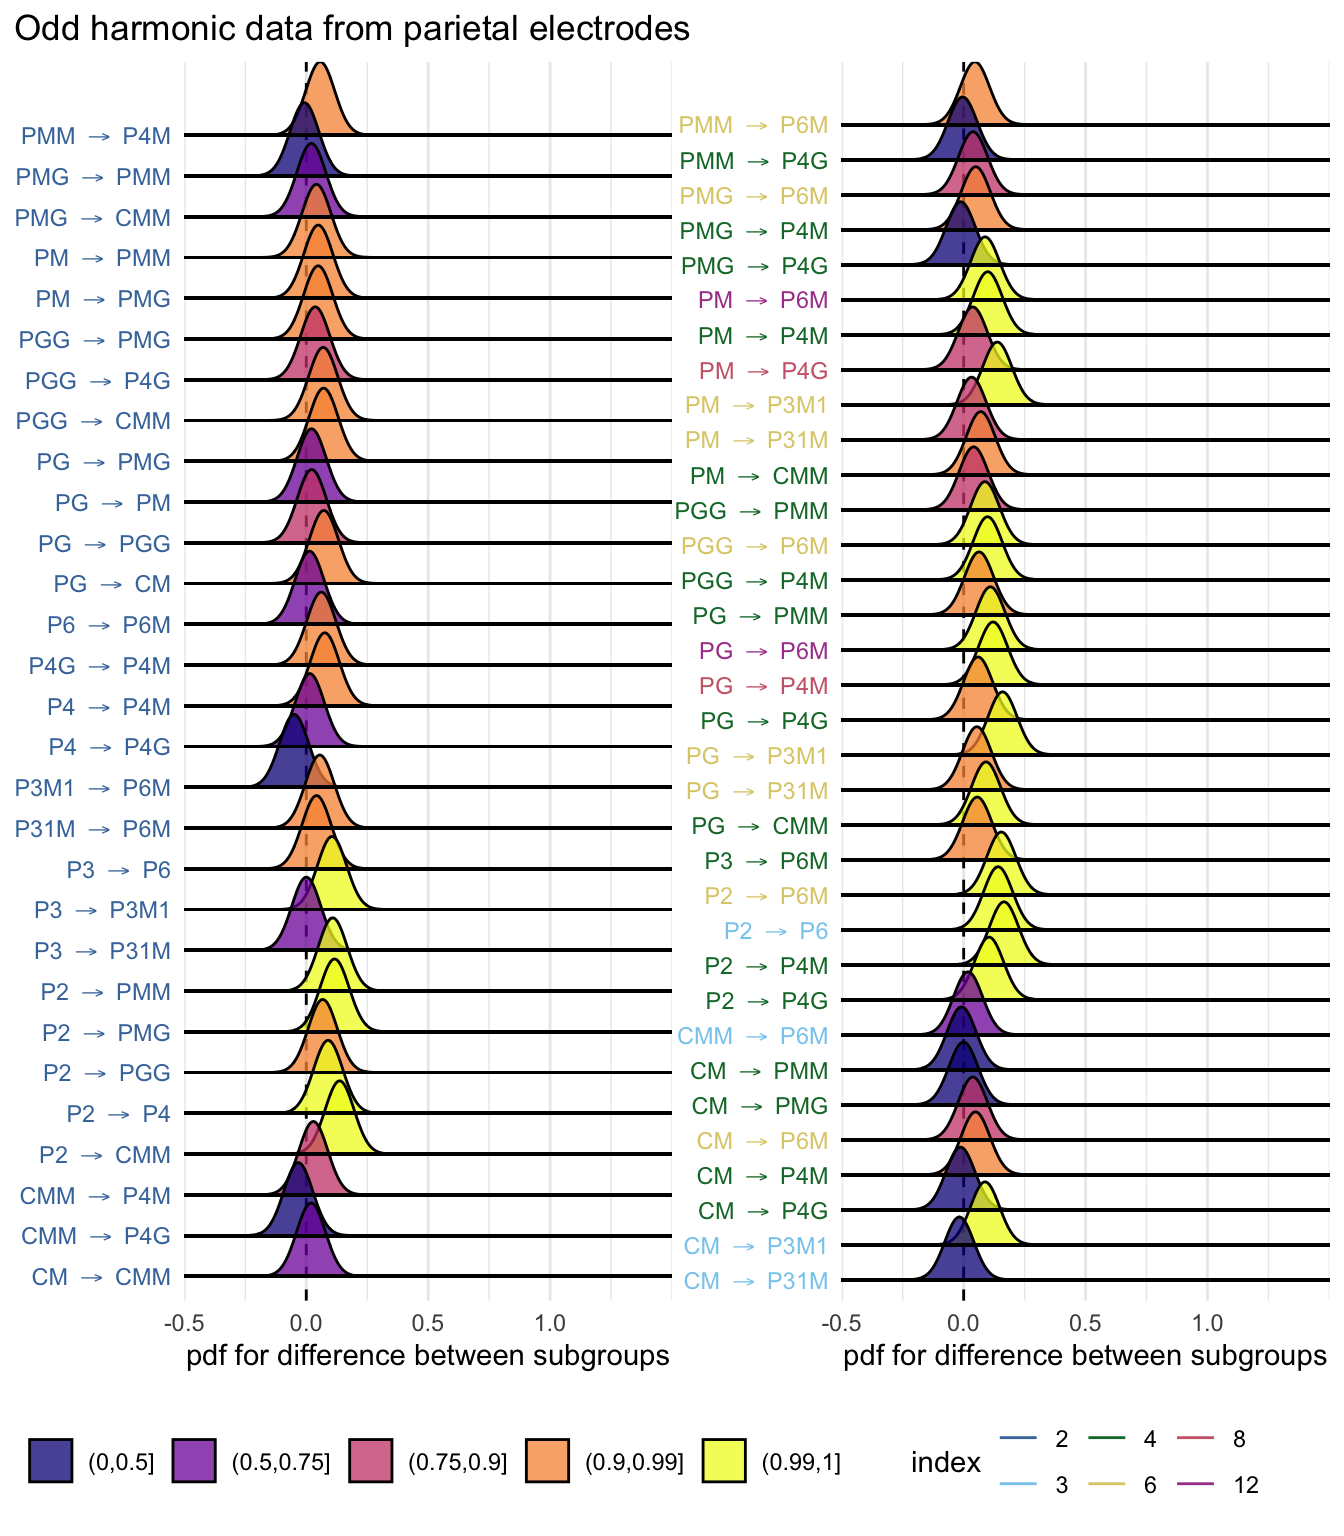 Odd harmonic data from parietal electrodes
PMM → P4M
PMG → PMM
PMG → CMM
PM → PMM
PM → PMG
PGG → PMG
PGG → P4G
PGG → CMM
PG → PMG
PG → PM
PG → PGG
PG → CM
P6 → P6M
P4G → P4M
P4 → P4M
P4 → P4G
P3M1 → P6M
P31M → P6M
P3 → P6
P3 → P3M1
P3 → P31M
P2 → PMM
P2 → PMG
P2 → PGG
P2 → P4
P2 → CMM
CMM → P4M
CMM → P4G
CM → CMM
-0.5 0.0 0.5 1.0
pdf for difference between subgroups
PMM → P6M
PMM → P4G
PMG → P6M
PMG → P4M
PMG → P4G
PM → P6M
PM → P4M
PM → P4G
PM → P3M1
PM → P31M
PM → CMM
PGG → PMM
PGG → P6M
PGG → P4M
PG → PMM
PG → P6M
PG → P4M
PG → P4G
PG → P3M1
PG → P31M
PG → CMM
P3 → P6M
P2 → P6M
P2 → P6
P2 → P4M
P2 → P4G
CMM → P6M
CM → PMM
CM → PMG
CM → P6M
CM → P4M
CM → P4G
CM → P3M1
CM → P31M
-0.5 0.0 0.5 1.0
pdf for difference between subgroups
(0,0.5] (0.5,0.75] (0.75,0.9] (0.9,0.99] (0.99,1]
index
2 4 8
3 6 12